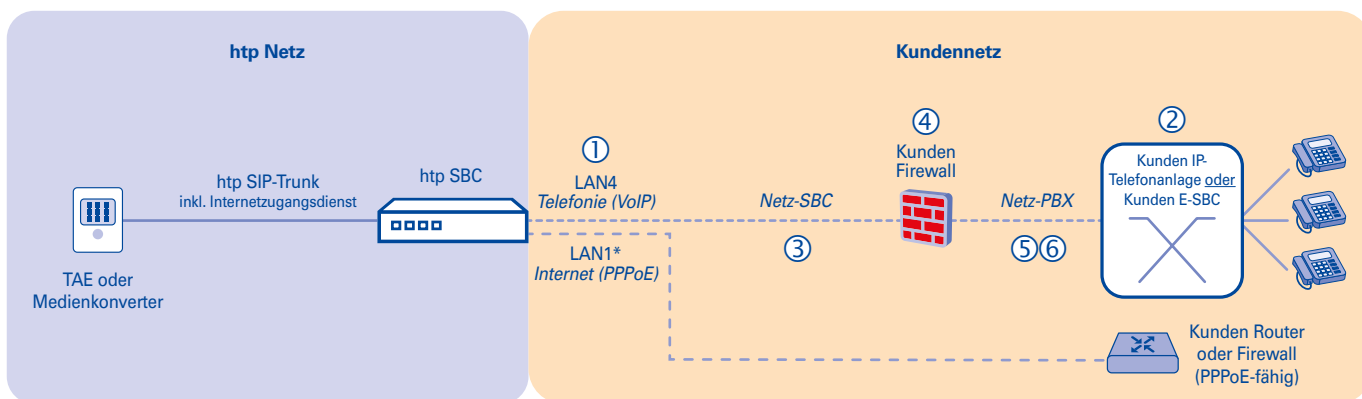 htp Netz
Kundennetz
htp SIP-Trunk
inkl. Internetzugangsdienst
htp SBC
TAE oder
Medienkonverter
①
LAN4
Telefonie (VoIP)
LAN1*
Internet (PPPoE)
Netz-SBC
③
④
Kunden
Firewall
Netz-PBX
⑤⑥
②
Kunden IP-
Telefonanlage oder
Kunden E-SBC
Kunden Router
oder Firewall
(PPPoE-fähig)